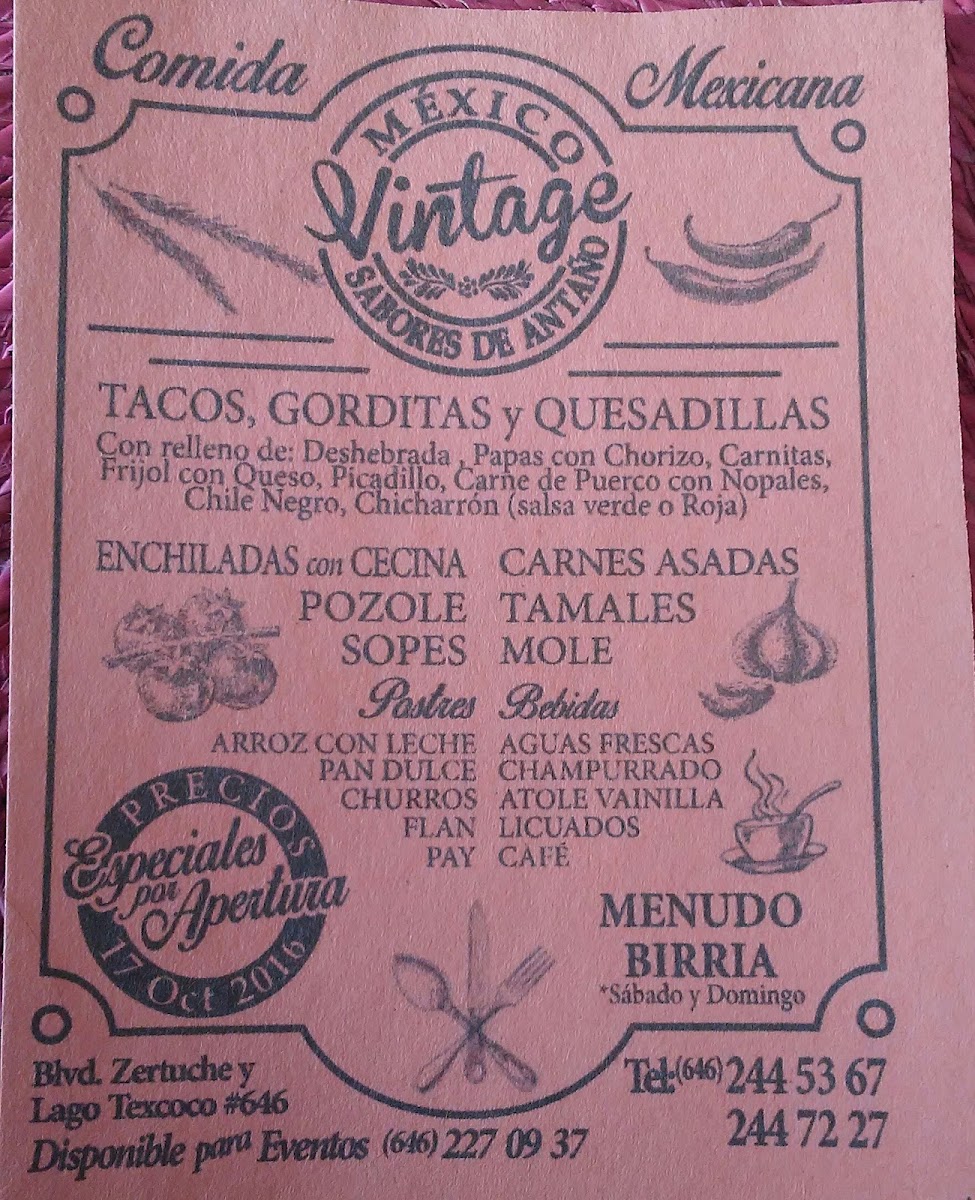 Comida Mexicana
MÉXICO
Vintage
SABORES DE ANTAÑO
TACOS, GORDITAS y QUESADILLAS
Con relleno de: Deshebrada , Papas con Chorizo, Carnitas,
Frijol con Queso, Picadillo, Carne de Puerco con Nopales,
Chile Negro, Chicharrón (salsa verde o Roja)
ENCHILADAS con CECINA
POZOLE
SOPES
CARNES ASADAS
TAMALES
MOLE
Postres
ARROZ CON LECHE
PAN DULCE
CHURROS
FLAN
PAY
Bebidas
AGUAS FRESCAS
CHAMPURRADO
ATOLE VAINILLA
LICUADOS
CAFÉ
PRECIOS
Especiales
por
Apertura
17 Oct 2016
MENUDO
BIRRIA
*Sábado y Domingo
Blvd. Zertuche y
Lago Texcoco #646
Disponible para Eventos (646) 227 09 37
Tel:(646) 244 53 67
244 72 27